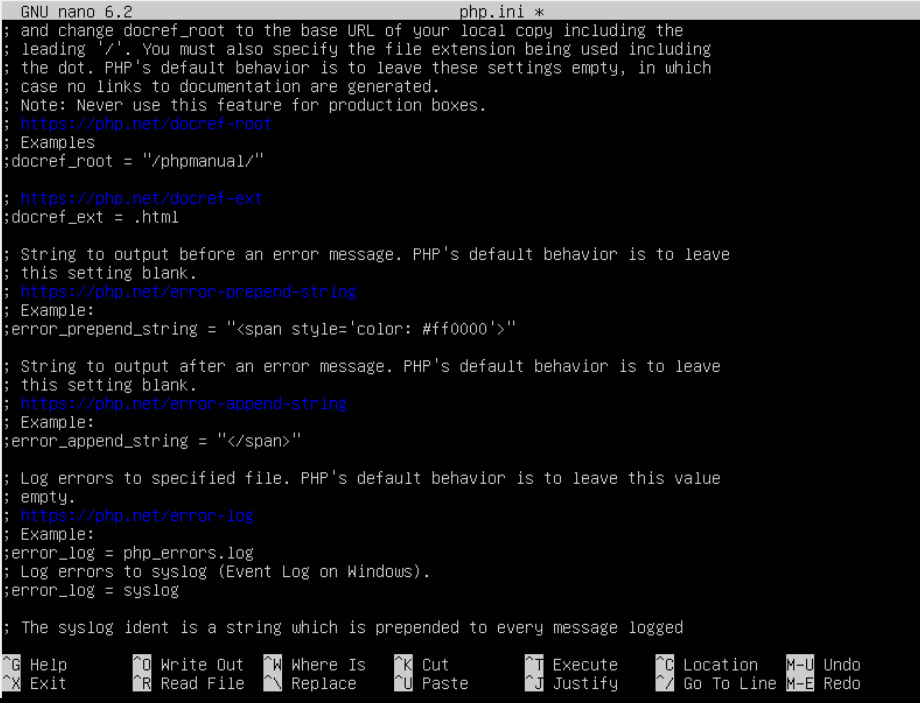 GNU nano 6.2 php.ini *
; and change docref_root to the base URL of your local copy including the
; leading '/'. You must also specify the file extension being used including
; the dot. PHP's default behavior is to leave these settings empty, in which
; case no links to documentation are generated.
; Note: Never use this feature for production boxes.
; https://php.net/docref-root
; Examples
;docref_root = "/phpmanual/"
; https://php.net/docref-ext
;docref_ext = .html
; String to output before an error message. PHP's default behavior is to leave
; this setting blank.
; https://php.net/error-prepend-string
; Example:
;error_prepend_string = "<span style='color: #ff0000'>"
; String to output after an error message. PHP's default behavior is to leave
; this setting blank.
; https://php.net/error-append-string
; Example:
;error_append_string = "</span>"
; Log errors to specified file. PHP's default behavior is to leave this value
; empty.
; https://php.net/error-log
; Example:
;error_log = php_errors.log
; Log errors to syslog (Event Log on Windows).
;error_log = syslog
; The syslog ident is a string which is prepended to every message logged
^G Help ^O Write Out ^W Where Is ^K Cut ^T Execute ^C Location M-U Undo
^X Exit ^R Read File ^\ Replace ^U Paste ^J Justify ^/ Go To Line M-E Redo